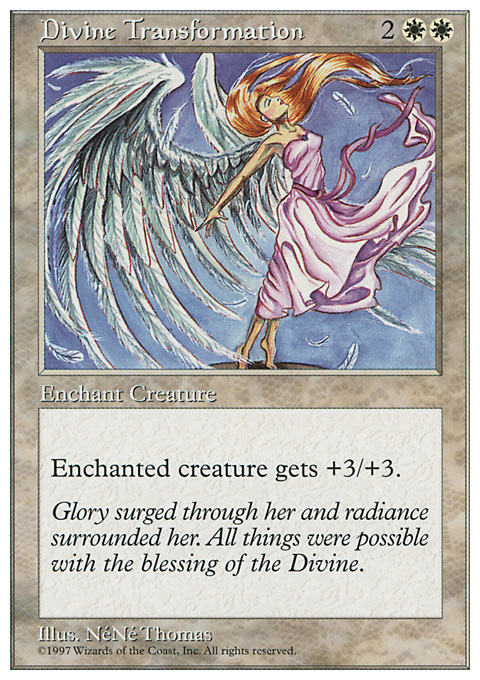 Divine Transformation 2
Enchant Creature
Enchanted creature gets +3/+3.
Glory surged through her and radiance
surrounded her. All things were possible
with the blessing of the Divine.
Illus. NéNé Thomas
©1997 Wizards of the Coast, Inc. All rights reserved.